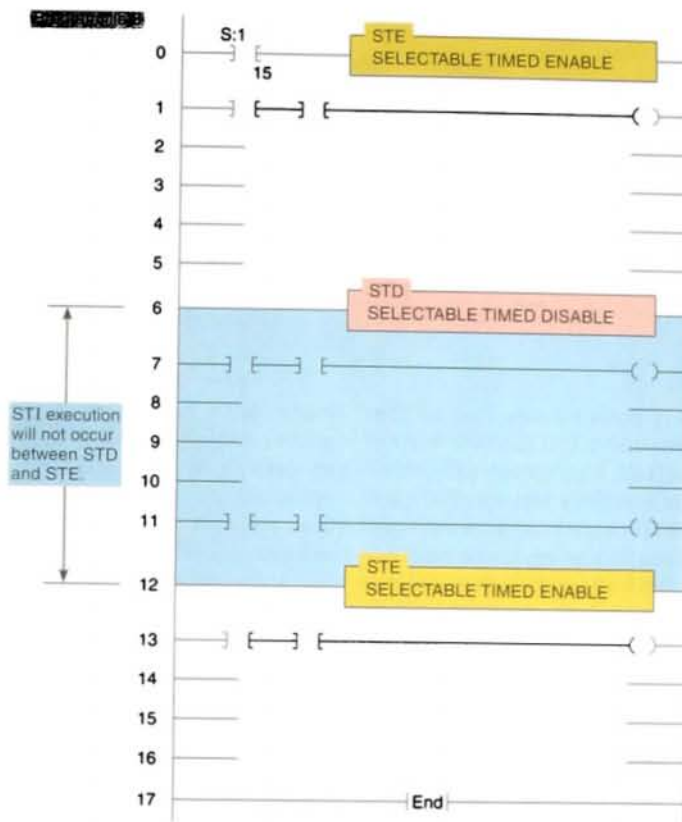 S:1
STE
0
SELECTABLE TIMED ENABLE
15
1
2
3
4
5
STD
6
SELECTABLE TIMED DISABLE
7
8
STI execution
will not occur
between STD
and STE.
9
10
11
STE
12
SELECTABLE TIMED ENABLE
13
14
15
16
17
End